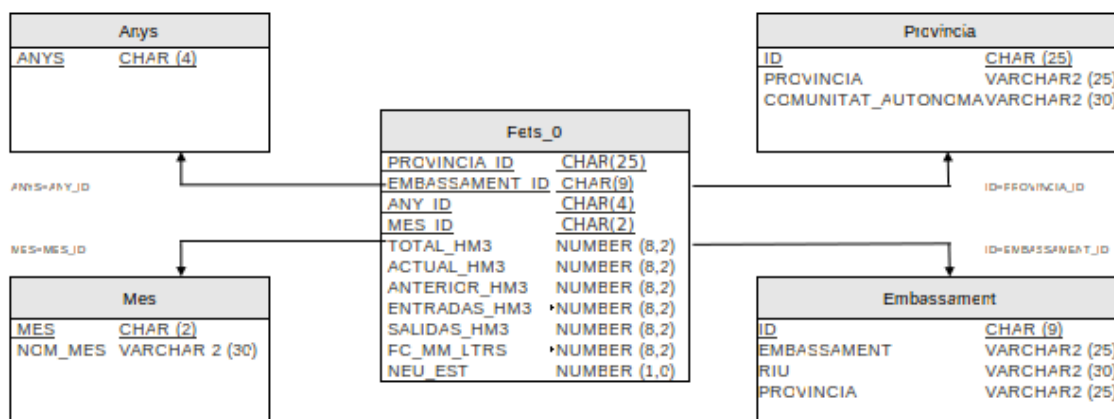 Anys
ANYS CHAR (4)
Provincia
ID CHAR (25)
PROVINCIA VARCHAR2 (25)
COMUNITAT_AUTONOMA VARCHAR2 (30)
Fets_0
PROVINCIA_ID CHAR(25)
EMBASSAMENT_ID CHAR(9)
ANY_ID CHAR(4)
MES_ID CHAR(2)
TOTAL_HM3 NUMBER (8,2)
ACTUAL_HM3 NUMBER (8,2)
ANTERIOR_HM3 NUMBER (8,2)
ENTRADAS_HM3 NUMBER (8,2)
SALIDAS_HM3 NUMBER (8,2)
FC_MM_LTRS NUMBER (8,2)
NEU_EST NUMBER (1,0)
ANYS=ANY_ID
ID=PROVINCIA_ID
MES=MES_ID
ID=EMBASSAMENT_ID
Mes
MES CHAR (2)
NOM_MES VARCHAR 2 (30)
Embassament
ID CHAR (9)
EMBASSAMENT VARCHAR2 (25)
RIU VARCHAR2 (30)
PROVINCIA VARCHAR2 (25)